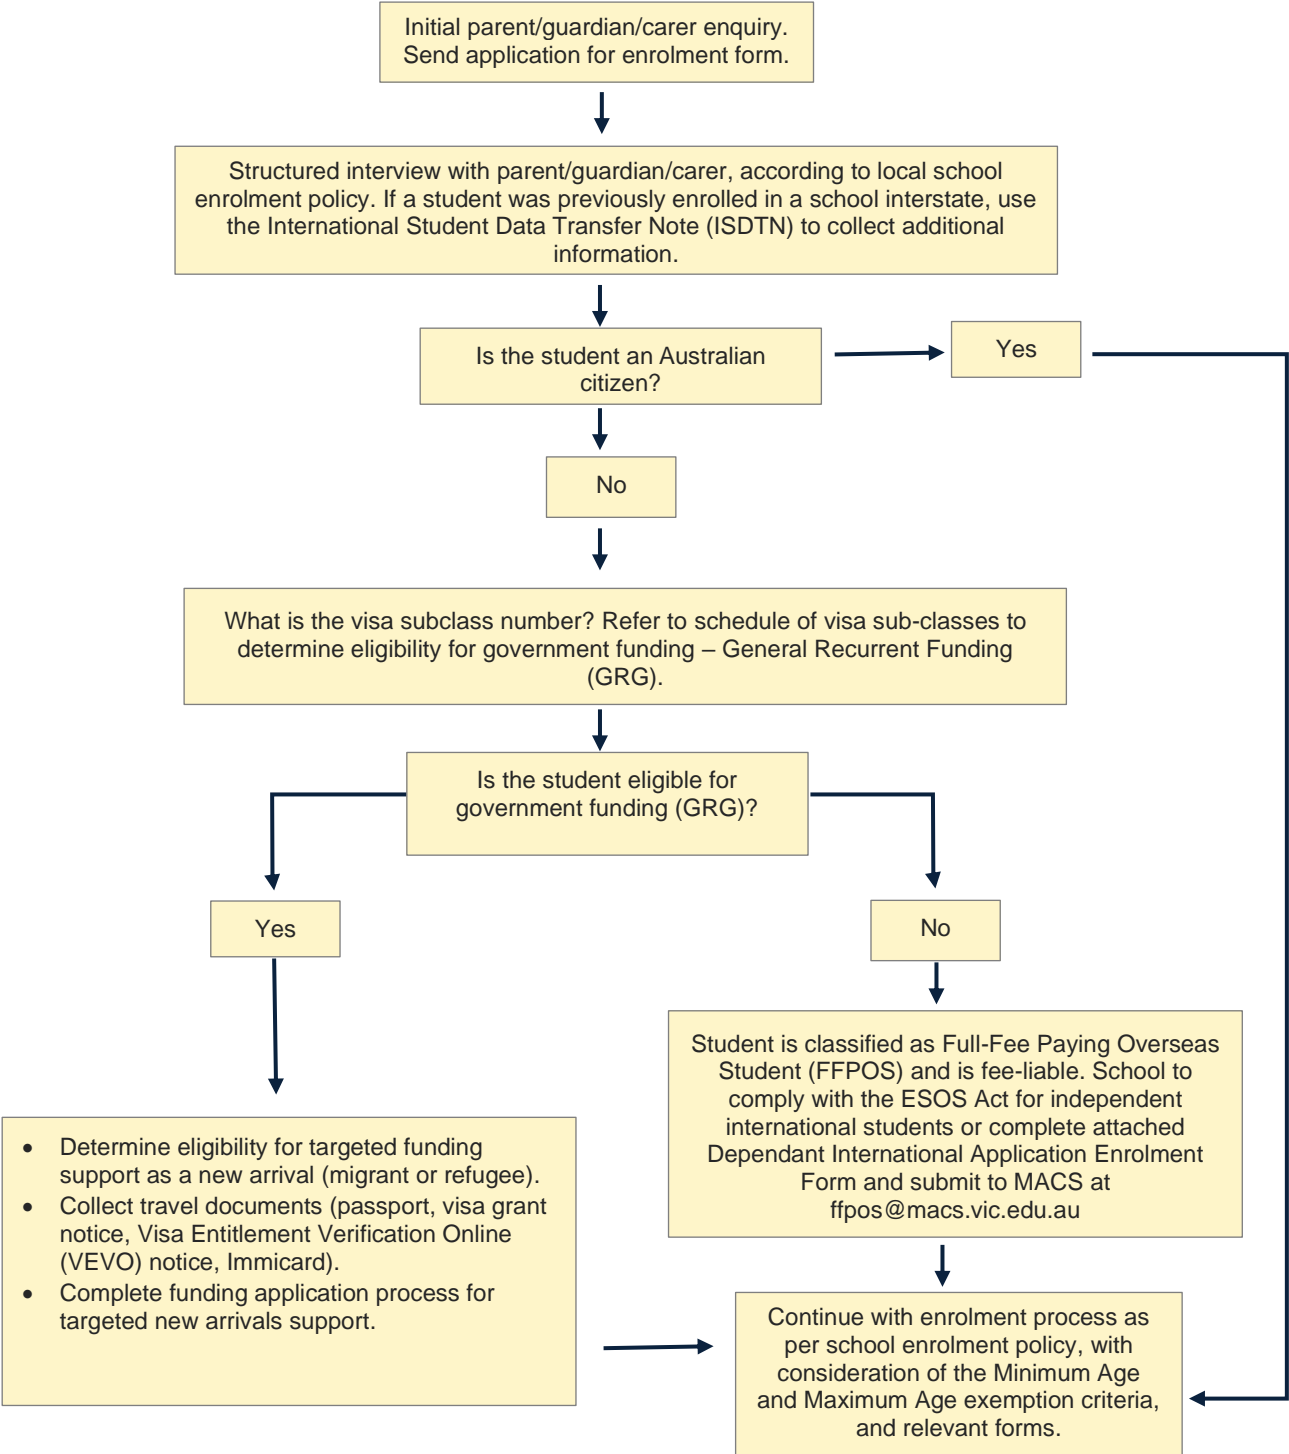 Initial parent/guardian/carer enquiry.
Send application for enrolment form.
Structured interview with parent/guardian/carer, according to local school
enrolment policy. If a student was previously enrolled in a school interstate, use
the International Student Data Transfer Note (ISDTN) to collect additional
information.
Is the student an Australian
citizen?
Yes
No
What is the visa subclass number? Refer to schedule of visa sub-classes to
determine eligibility for government funding – General Recurrent Funding
(GRG).
Is the student eligible for
government funding (GRG)?
Yes
No
Student is classified as Full-Fee Paying Overseas
Student (FFPOS) and is fee-liable. School to
comply with the ESOS Act for independent
international students or complete attached
Dependant International Application Enrolment
Form and submit to MACS at
ffpos@macs.vic.edu.au
• Determine eligibility for targeted funding
support as a new arrival (migrant or refugee).
• Collect travel documents (passport, visa grant
notice, Visa Entitlement Verification Online
(VEVO) notice, Immicard).
• Complete funding application process for
targeted new arrivals support.
Continue with enrolment process as
per school enrolment policy, with
consideration of the Minimum Age
and Maximum Age exemption criteria,
and relevant forms.